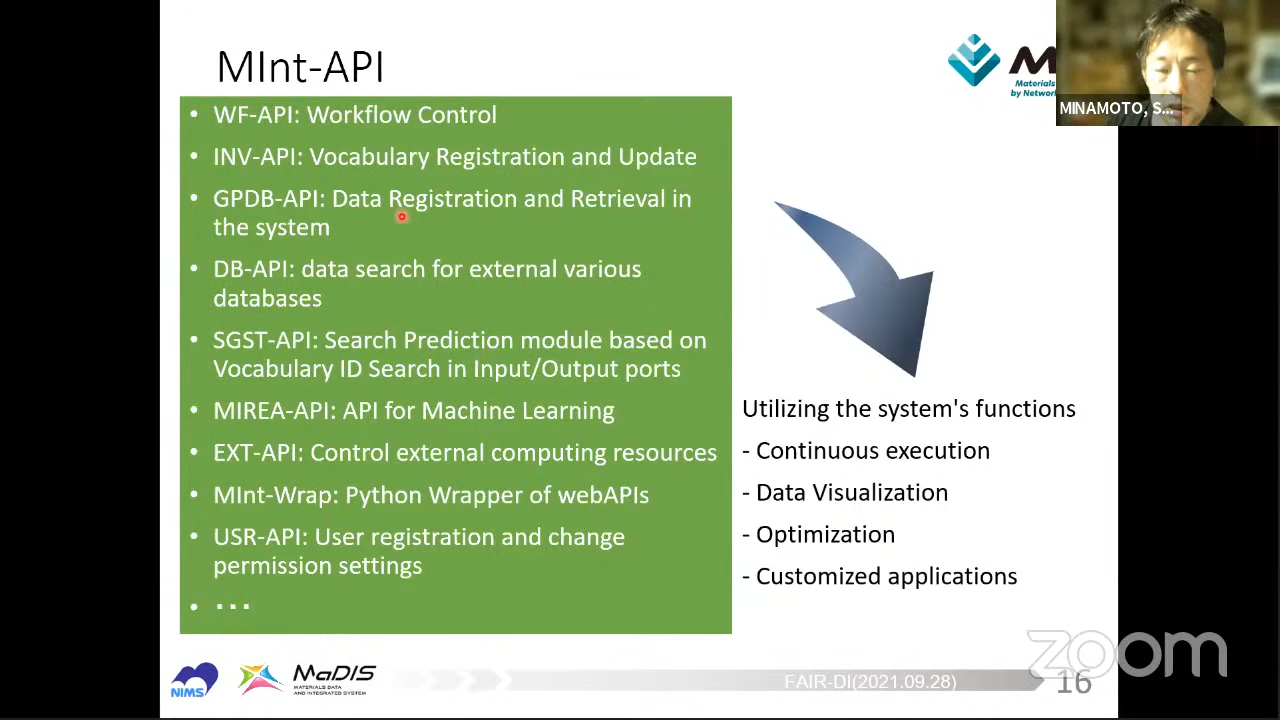 MInt-API
M
Materials
by Network
MINAMOTO, S...
• WF-API: Workflow Control
• INV-API: Vocabulary Registration and Update
• GPDB-API: Data Registration and Retrieval in
the system
• DB-API: data search for external various
databases
• SGST-API: Search Prediction module based on
Vocabulary ID Search in Input/Output ports
• MIREA-API: API for Machine Learning
• EXT-API: Control external computing resources
• MInt-Wrap: Python Wrapper of webAPIs
• USR-API: User registration and change
permission settings
• ···
Utilizing the system's functions
- Continuous execution
- Data Visualization
- Optimization
- Customized applications
zoom
NIMS
MaDIS
MATERIALS DATA
AND INTEGRATED SYSTEM
FAIR-DI(2021.09.28)
16